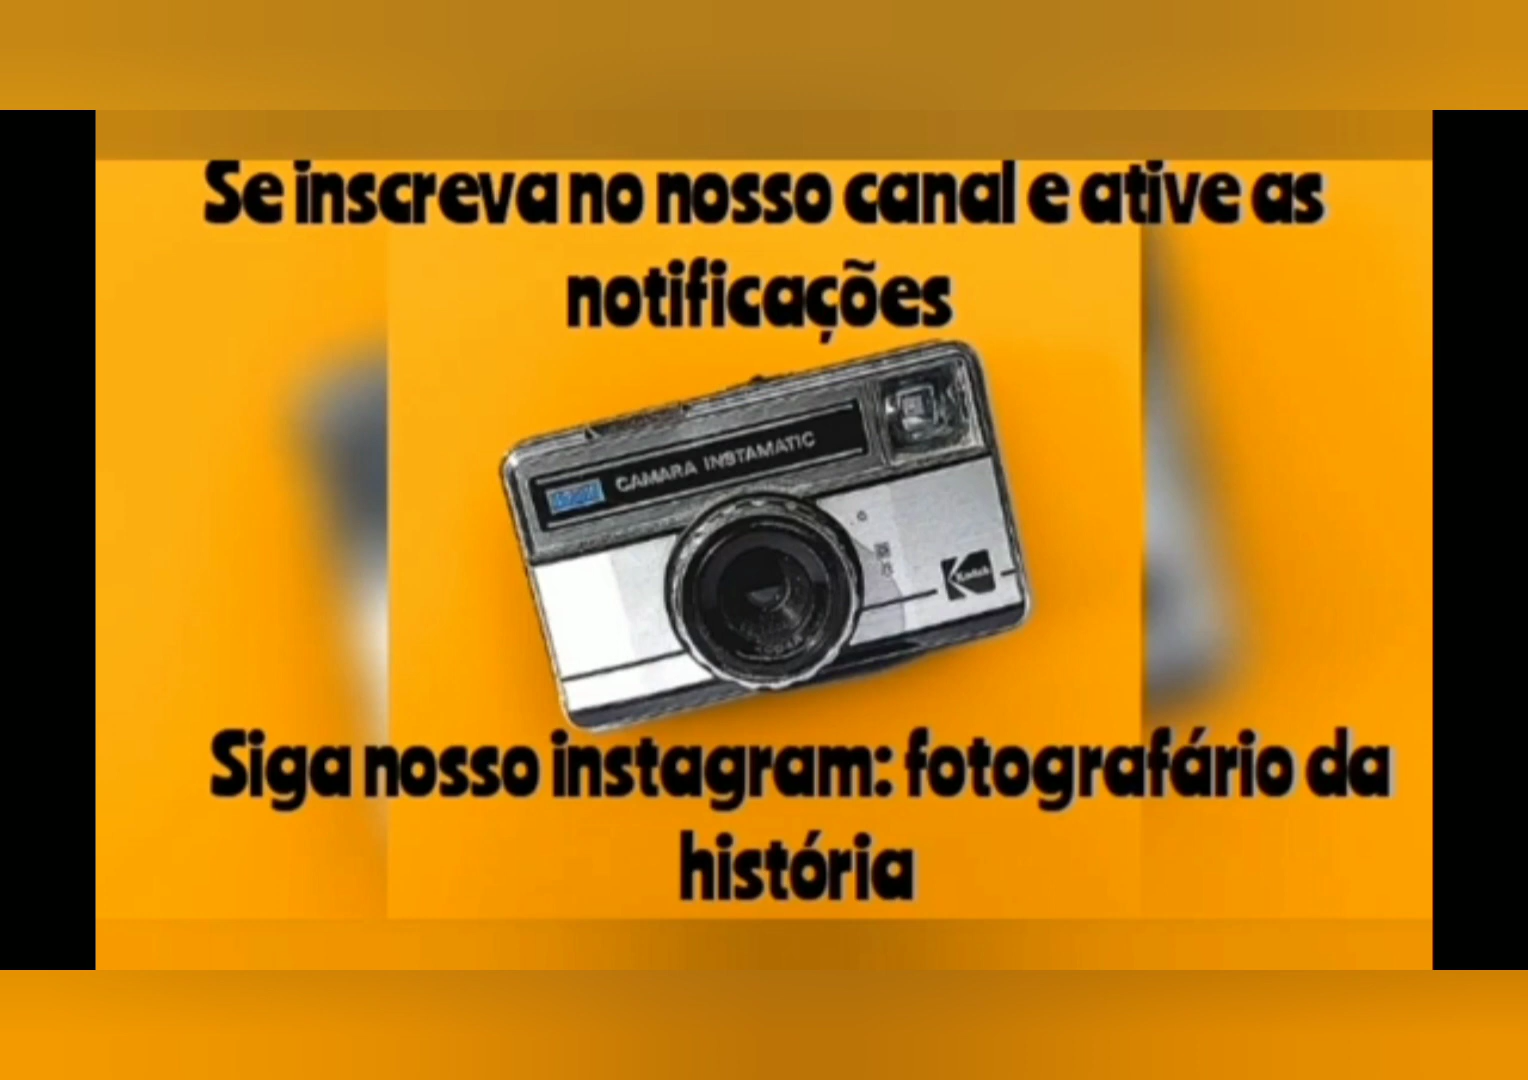 Se inscreva no nosso canal e ative as
notificações
CAMARA INSTAMATIC
Kodak
Siga nosso instagram: fotografário da
história